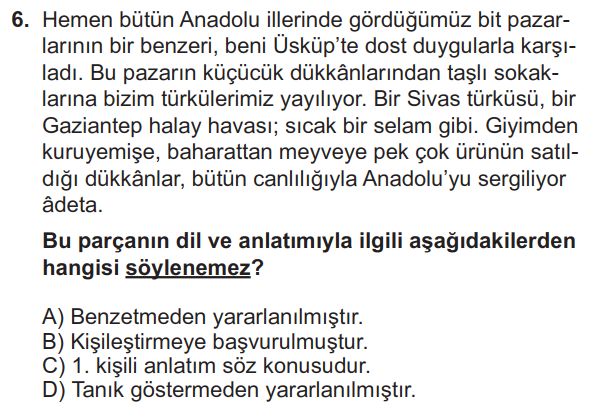 6. Hemen bütün Anadolu illerinde gördüğümüz bit pazar-
larının bir benzeri, beni Üsküp’te dost duygularla karşı-
ladı. Bu pazarın küçücük dükkânlarından taşlı sokak-
larına bizim türkülerimiz yayılıyor. Bir Sivas türküsü, bir
Gaziantep halay havası; sıcak bir selam gibi. Giyimden
kuruyemişe, baharattan meyveye pek çok ürünün satıl-
dığı dükkânlar, bütün canlılığıyla Anadolu’yu sergiliyor
âdeta.
Bu parçanın dil ve anlatımıyla ilgili aşağıdakilerden
hangisi söylenemez?
A) Benzetmeden yararlanılmıştır.
B) Kişileştirmeye başvurulmuştur.
C) 1. kişili anlatım söz konusudur.
D) Tanık göstermeden yararlanılmıştır.